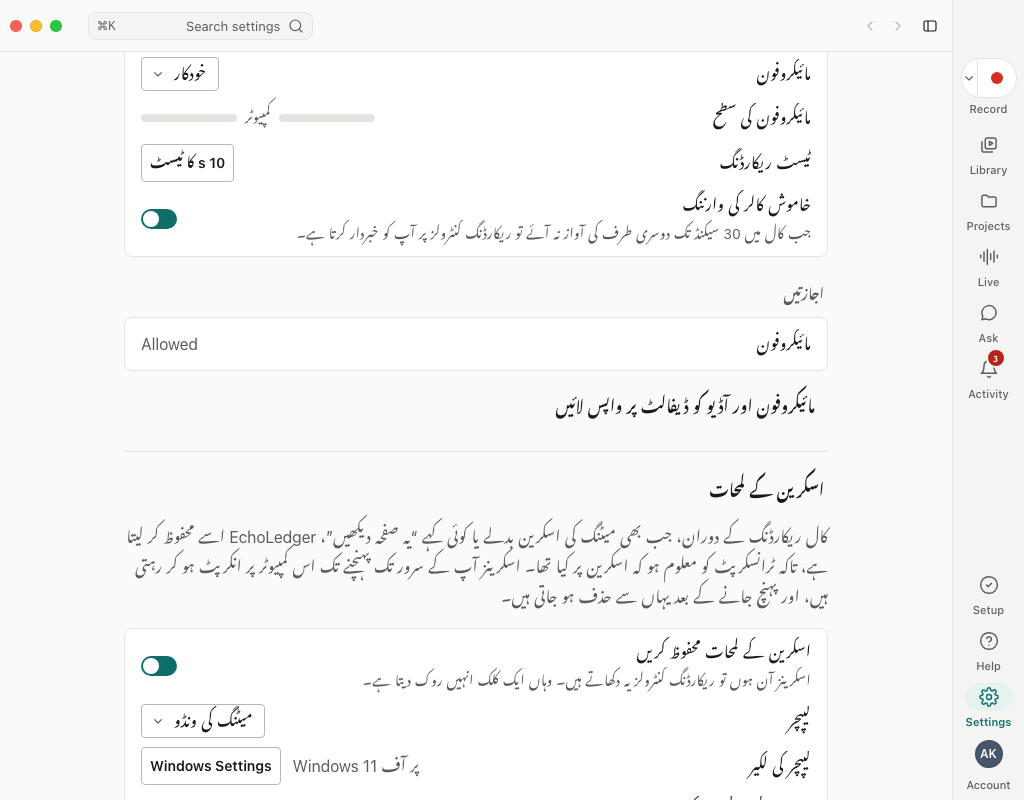 ⌘K
Search settings
مائیکروفون
خودکار
مائیکروفون کی سطح
کمپیوٹر
ٹیسٹ ریکارڈنگ
10 s کا ٹیسٹ
خاموش کالر کی وارننگ
جب کال میں 30 سیکنڈ تک دوسری طرف کی آواز نہ آئے تو ریکارڈنگ کنٹرولز پر آپ کو خبردار کرتا ہے۔
اجازتیں
مائیکروفون
Allowed
مائیکروفون اور آڈیو کو ڈیفالٹ پر واپس لائیں
اسکرین کے لمحات
کال ریکارڈنگ کے دوران، جب بھی میٹنگ کی اسکرین بدلے یا کوئی کہے “یہ صفحہ دیکھیں”، EchoLedger اسے محفوظ کر لیتا
ہے، تاکہ ٹرانسکرپٹ کو معلوم ہو کہ اسکرین پر کیا تھا۔ اسکرینز آپ کے سرور تک پہنچنے تک اس کمپیوٹر پر انکرپٹ ہو کر رہتی
ہیں، اور پہنچ جانے کے بعد یہاں سے حذف ہو جاتی ہیں۔
اسکرین کے لمحات محفوظ کریں
اسکرینز آن ہوں تو ریکارڈنگ کنٹرولز یہ دکھاتے ہیں۔ وہاں ایک کلک انہیں روک دیتا ہے۔
کیپچر
میٹنگ کی ونڈو
کیپچر کی لکیر
Windows 11 پر آف
Windows Settings
Record
Library
Projects
Live
Ask
3
Activity
Setup
Help
Settings
AK
Account